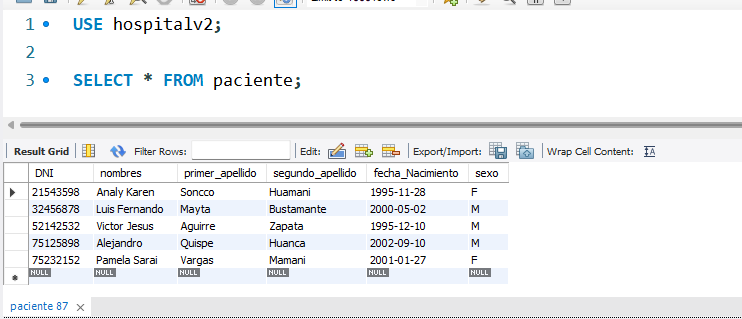 1 USE hospitalv2;
2
3 SELECT * FROM paciente;
Result Grid Filter Rows: Edit: Export/Import: Wrap Cell Content:
DNI nombres primer_apellido segundo_apellido fecha_Nacimiento sexo
21543598 Analy Karen Soncco Huamani 1995-11-28 F
32456878 Luis Fernando Mayta Bustamante 2000-05-02 M
52142532 Victor Jesus Aguirre Zapata 1995-12-10 M
75125898 Alejandro Quispe Huanca 2002-09-10 M
75232152 Pamela Sarai Vargas Mamani 2001-01-27 F
NULL NULL NULL NULL NULL NULL
paciente 87